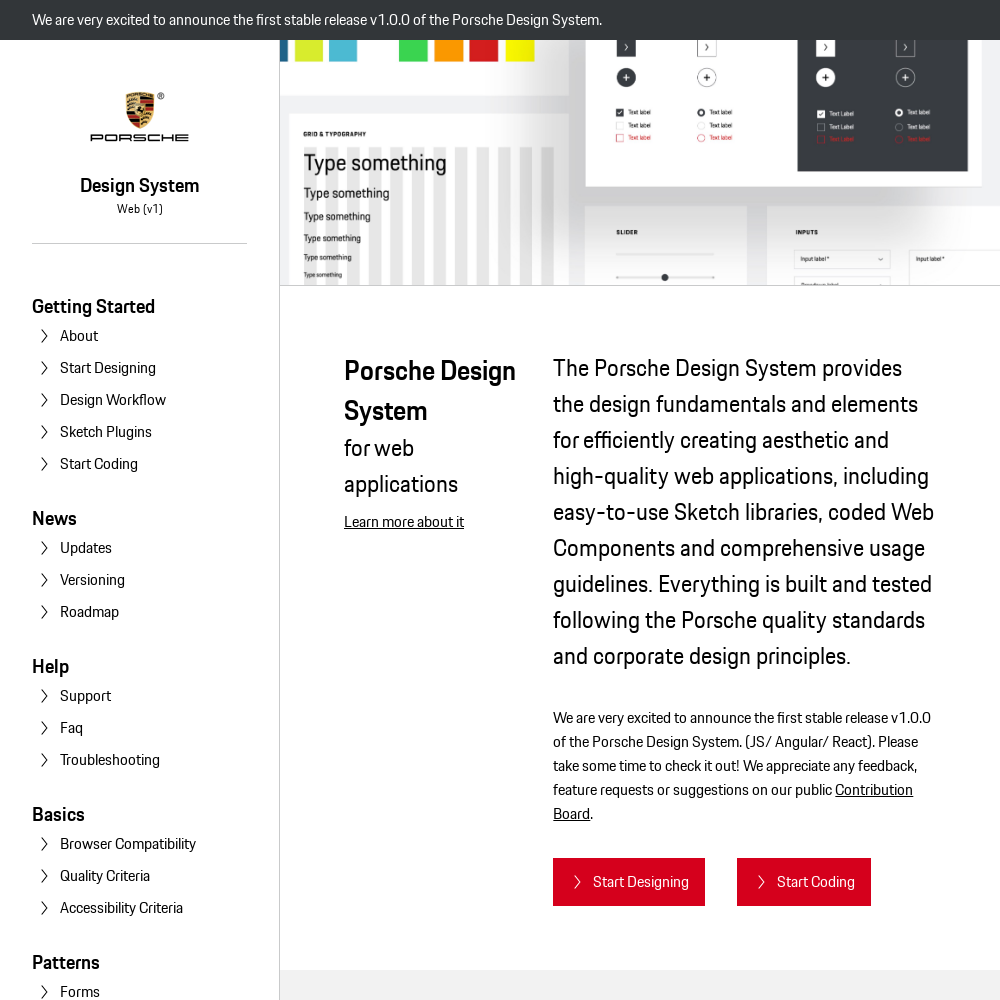 We are very excited to announce the first stable release v1.0.0 of the Porsche Design System.
®
PORSCHE
Design System
Web (v1)
Getting Started
About
Start Designing
Design Workflow
Sketch Plugins
Start Coding
News
Updates
Versioning
Roadmap
Help
Support
Faq
Troubleshooting
Basics
Browser Compatibility
Quality Criteria
Accessibility Criteria
Patterns
Forms
GRID & TYPOGRAPHY
Type something
Type something
Type something
Type something
Type something
Type something
Text label
Text label
Text label
Text label
Text label
Text label
Text Label
Text Label
Text Label
Text Label
Text Label
Text Label
SLIDER
INPUTS
Input label*
Input label*
Porsche Design
System
for web
applications
Learn more about it
The Porsche Design System provides
the design fundamentals and elements
for efficiently creating aesthetic and
high-quality web applications, including
easy-to-use Sketch libraries, coded Web
Components and comprehensive usage
guidelines. Everything is built and tested
following the Porsche quality standards
and corporate design principles.
We are very excited to announce the first stable release v1.0.0
of the Porsche Design System. (JS/ Angular/ React). Please
take some time to check it out! We appreciate any feedback,
feature requests or suggestions on our public Contribution
Board.
Start Designing
Start Coding